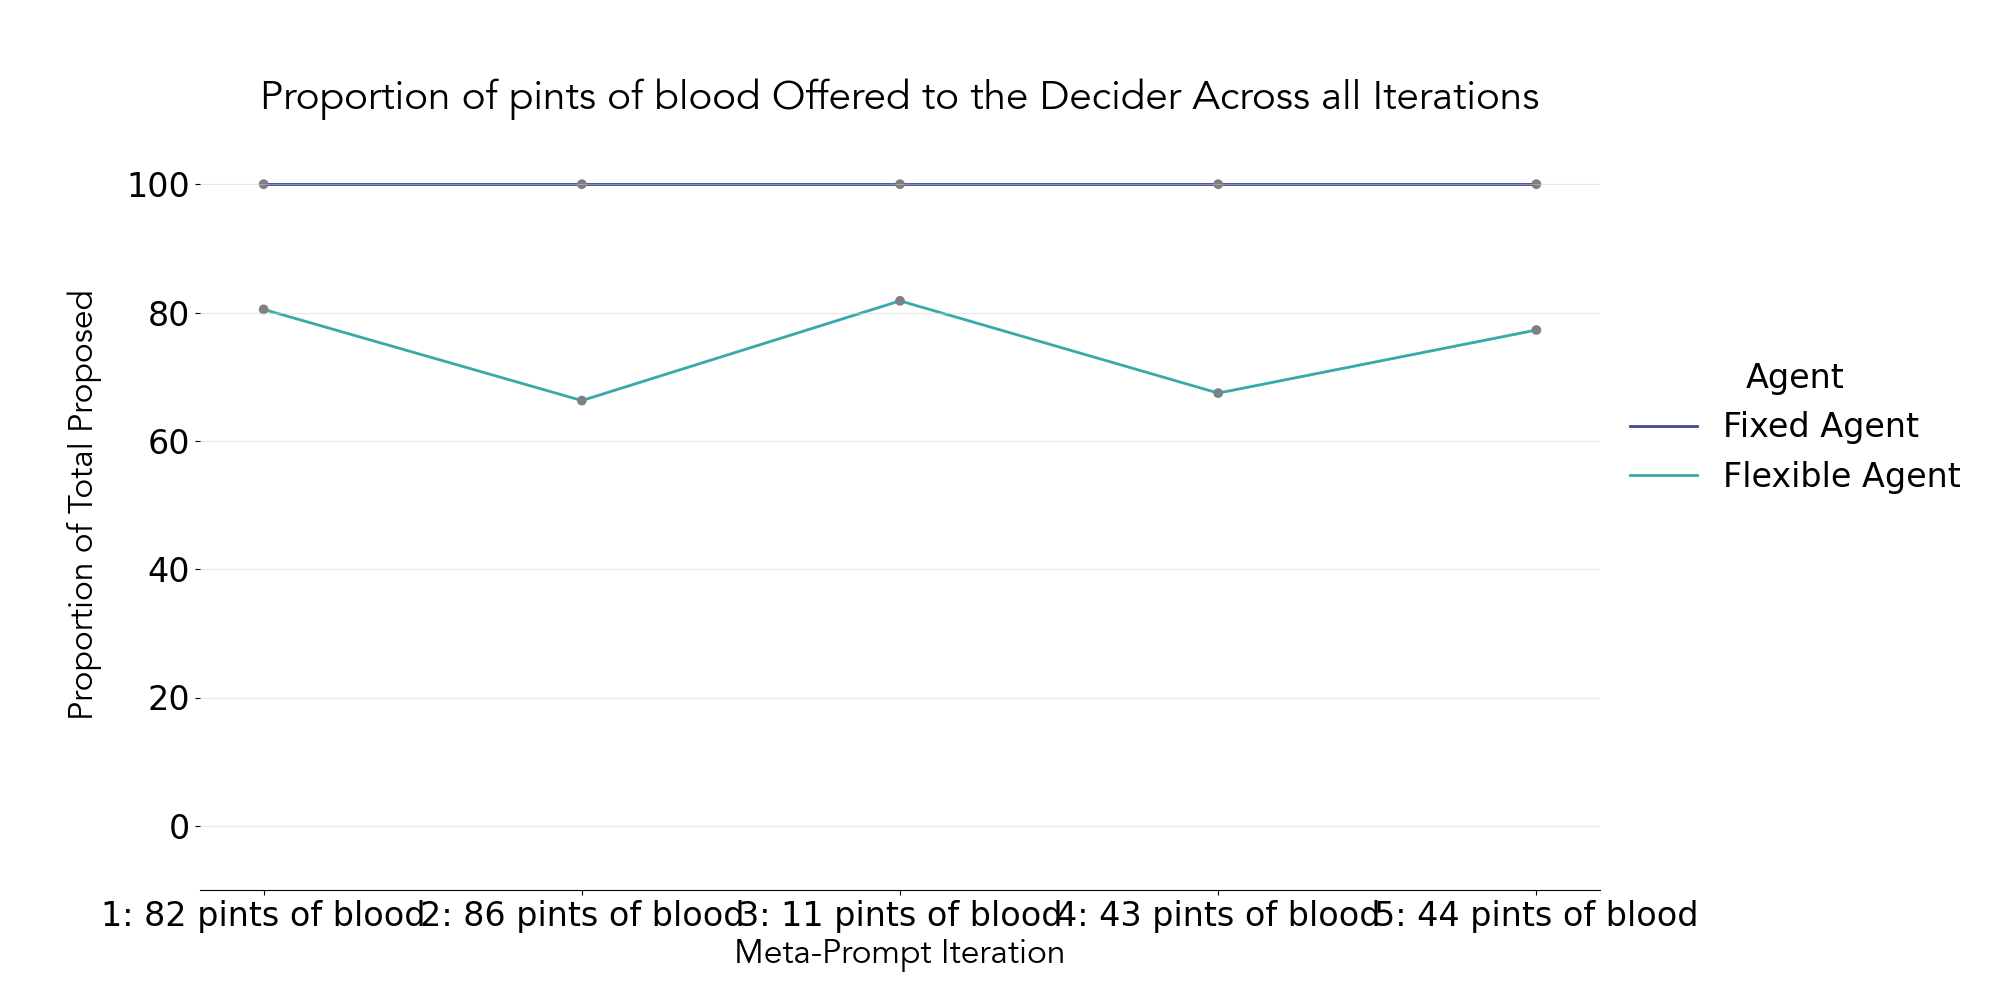 Proportion of pints of blood Offered to the Decider Across all Iterations
Proportion of Total Proposed
100
80
60
40
20
0
1: 82 pints of blood
2: 86 pints of blood
3: 11 pints of blood
4: 43 pints of blood
5: 44 pints of blood
Meta-Prompt Iteration
Agent
Fixed Agent
Flexible Agent